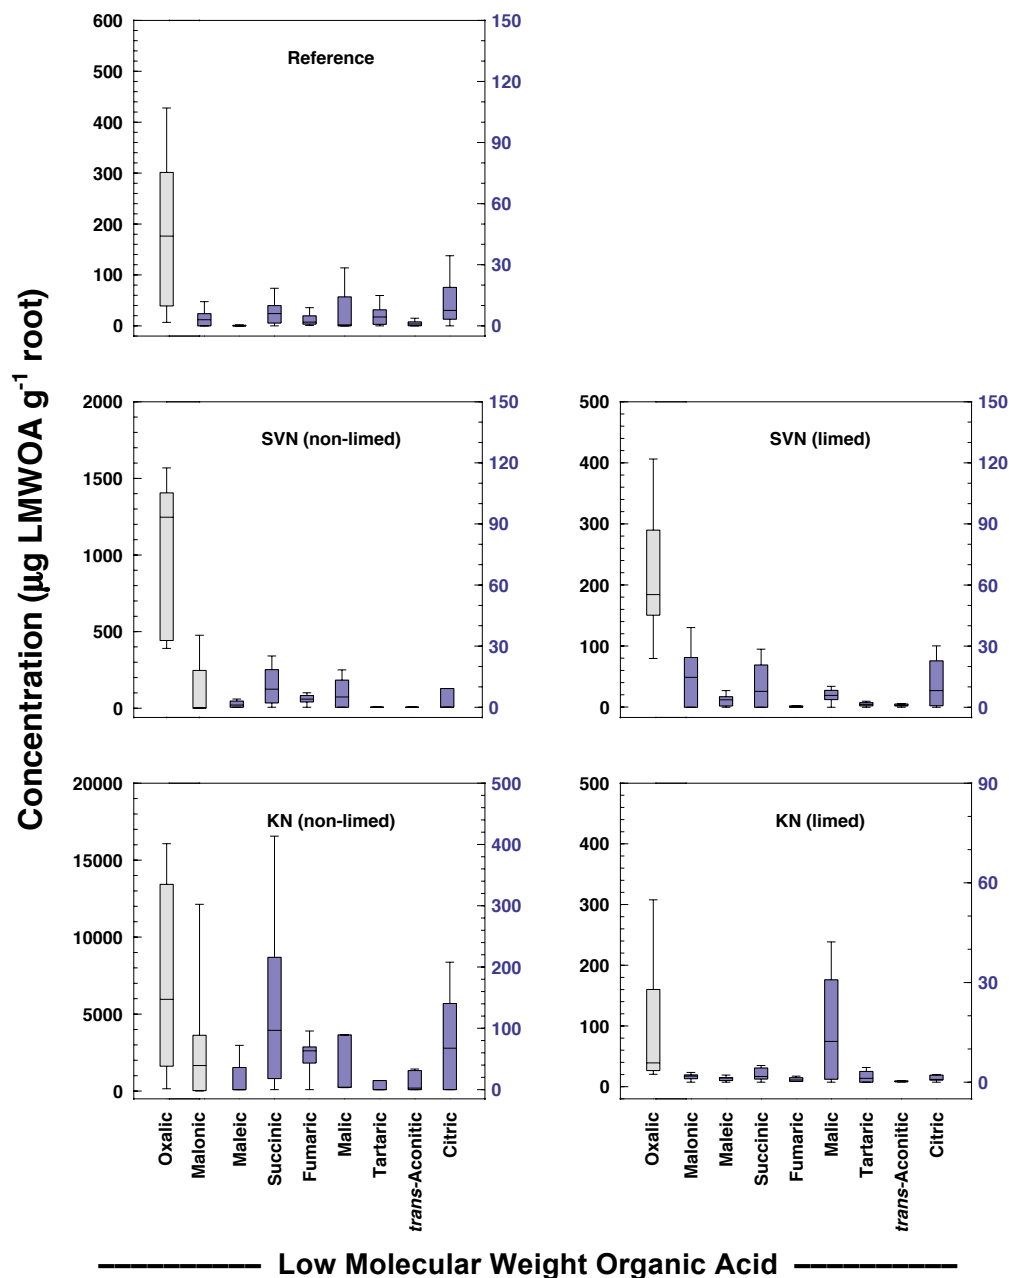 Concentration (µg LMWOA g⁻¹ root)
600
500
400
300
200
100
0
Reference
150
120
90
60
30
0
2000
1500
1000
500
0
SVN (non-limed)
150
120
90
60
30
0
500
400
300
200
100
0
SVN (limed)
150
120
90
60
30
0
20000
15000
10000
5000
0
KN (non-limed)
500
400
300
200
100
0
500
400
300
200
100
0
KN (limed)
90
60
30
0
Oxalic
Malonic
Maleic
Succinic
Fumaric
Malic
Tartaric
trans-Aconitic
Citric
Oxalic
Malonic
Maleic
Succinic
Fumaric
Malic
Tartaric
trans-Aconitic
Citric
Low Molecular Weight Organic Acid